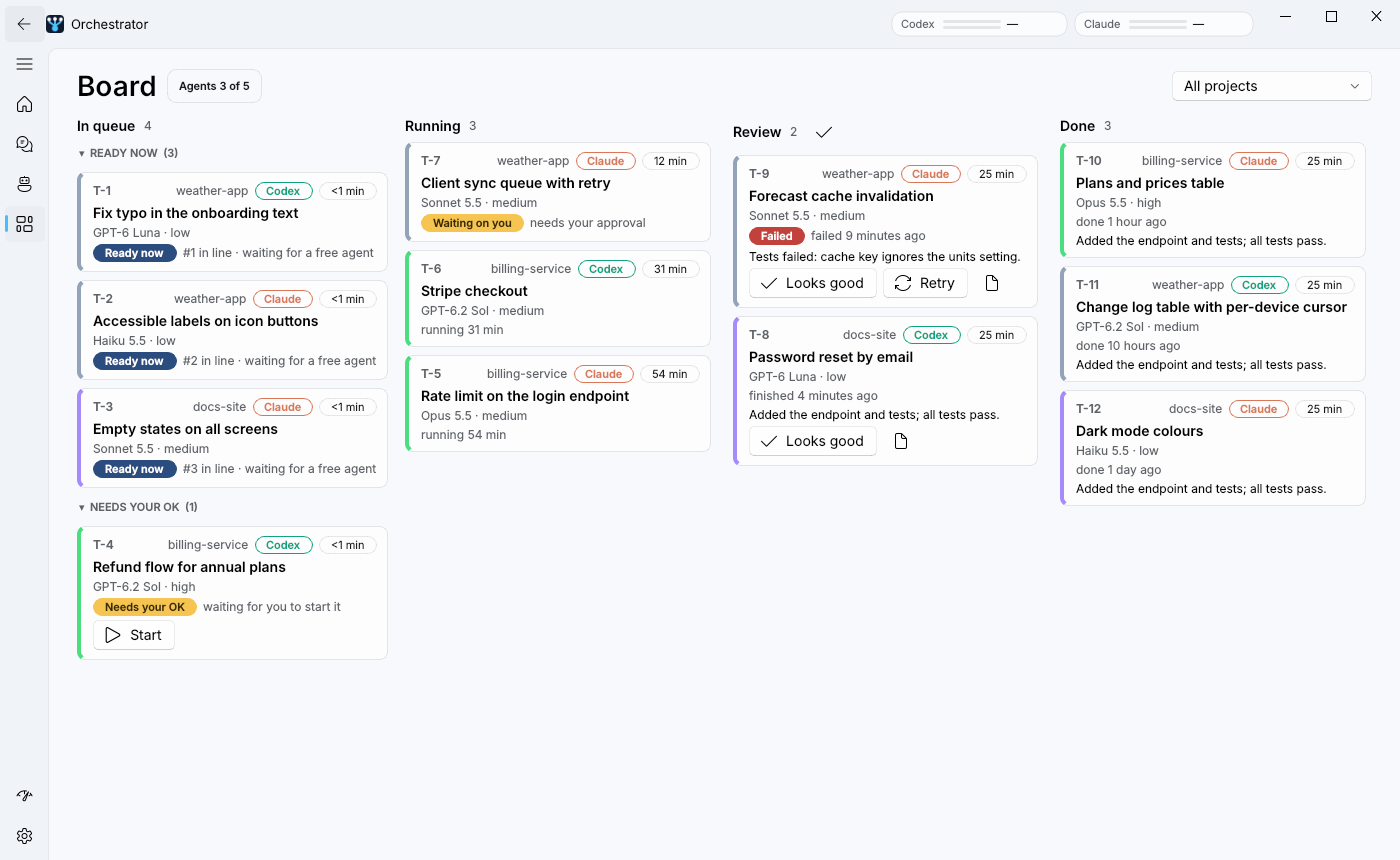 Orchestrator
Codex —
Claude —
Board
Agents 3 of 5
All projects
In queue 4
READY NOW (3)
T-1 weather-app Codex <1 min
Fix typo in the onboarding text
GPT-6 Luna · low
Ready now #1 in line · waiting for a free agent
T-2 weather-app Claude <1 min
Accessible labels on icon buttons
Haiku 5.5 · low
Ready now #2 in line · waiting for a free agent
T-3 docs-site Claude <1 min
Empty states on all screens
Sonnet 5.5 · medium
Ready now #3 in line · waiting for a free agent
NEEDS YOUR OK (1)
T-4 billing-service Codex <1 min
Refund flow for annual plans
GPT-6.2 Sol · high
Needs your OK waiting for you to start it
Start
Running 3
T-7 weather-app Claude 12 min
Client sync queue with retry
Sonnet 5.5 · medium
Waiting on you needs your approval
T-6 billing-service Codex 31 min
Stripe checkout
GPT-6.2 Sol · medium
running 31 min
T-5 billing-service Claude 54 min
Rate limit on the login endpoint
Opus 5.5 · medium
running 54 min
Review 2
T-9 weather-app Claude 25 min
Forecast cache invalidation
Sonnet 5.5 · medium
Failed failed 9 minutes ago
Tests failed: cache key ignores the units setting.
Looks good Retry
T-8 docs-site Codex 25 min
Password reset by email
GPT-6 Luna · low
finished 4 minutes ago
Added the endpoint and tests; all tests pass.
Looks good
Done 3
T-10 billing-service Claude 25 min
Plans and prices table
Opus 5.5 · high
done 1 hour ago
Added the endpoint and tests; all tests pass.
T-11 weather-app Codex 25 min
Change log table with per-device cursor
GPT-6.2 Sol · medium
done 10 hours ago
Added the endpoint and tests; all tests pass.
T-12 docs-site Claude 25 min
Dark mode colours
Haiku 5.5 · low
done 1 day ago
Added the endpoint and tests; all tests pass.